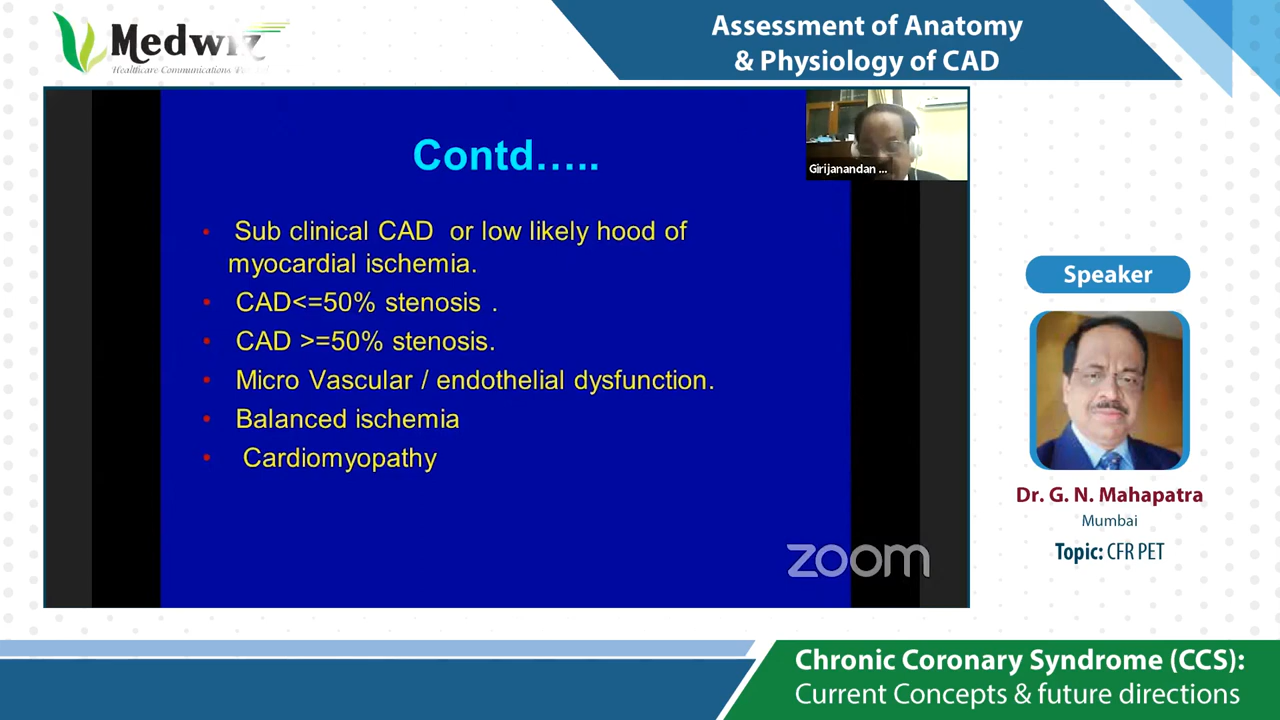 Medwiz
Healthcare Communications
Assessment of Anatomy
& Physiology of CAD
Contd…..
• Sub clinical CAD or low likely hood of
myocardial ischemia.
• CAD<=50% stenosis .
• CAD >=50% stenosis.
• Micro Vascular / endothelial dysfunction.
• Balanced ischemia
• Cardiomyopathy
Girijanandan ...
zoom
Speaker
Dr. G. N. Mahapatra
Mumbai
Topic: CFR PET
Chronic Coronary Syndrome (CCS):
Current Concepts & future directions